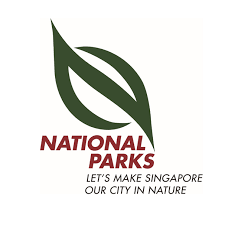 NATIONAL
PARKS
LET'S MAKE SINGAPORE
OUR CITY IN NATURE